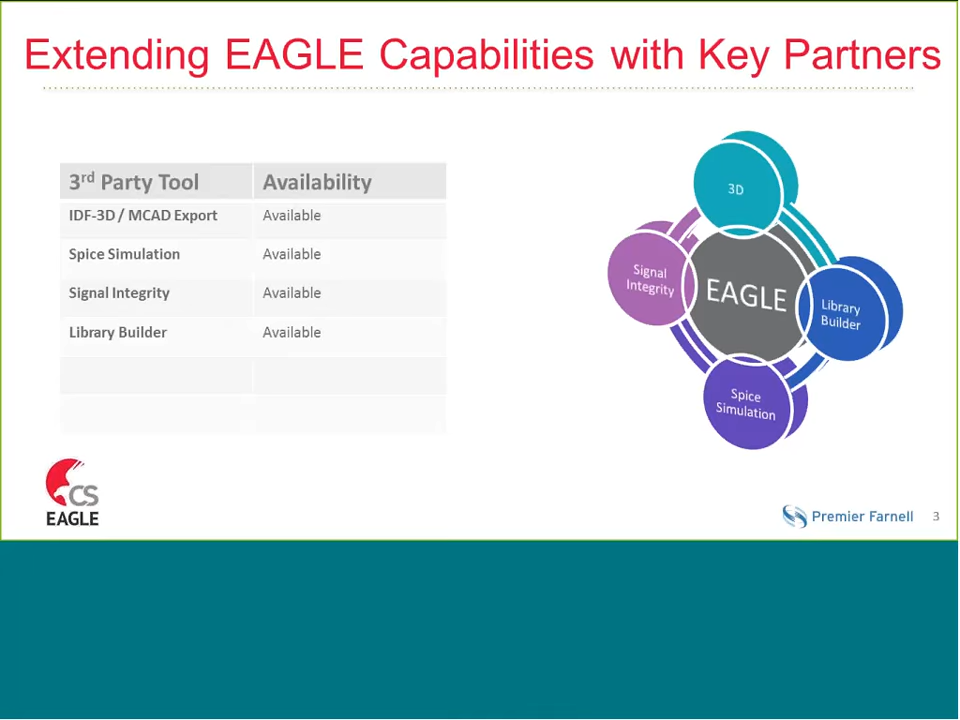 Extending EAGLE Capabilities with Key Partners
3rd Party Tool Availability
IDF-3D / MCAD Export Available
Spice Simulation Available
Signal Integrity Available
Library Builder Available
3D
Signal
Integrity
EAGLE
Library
Builder
Spice
Simulation
CS
EAGLE
Premier Farnell 3